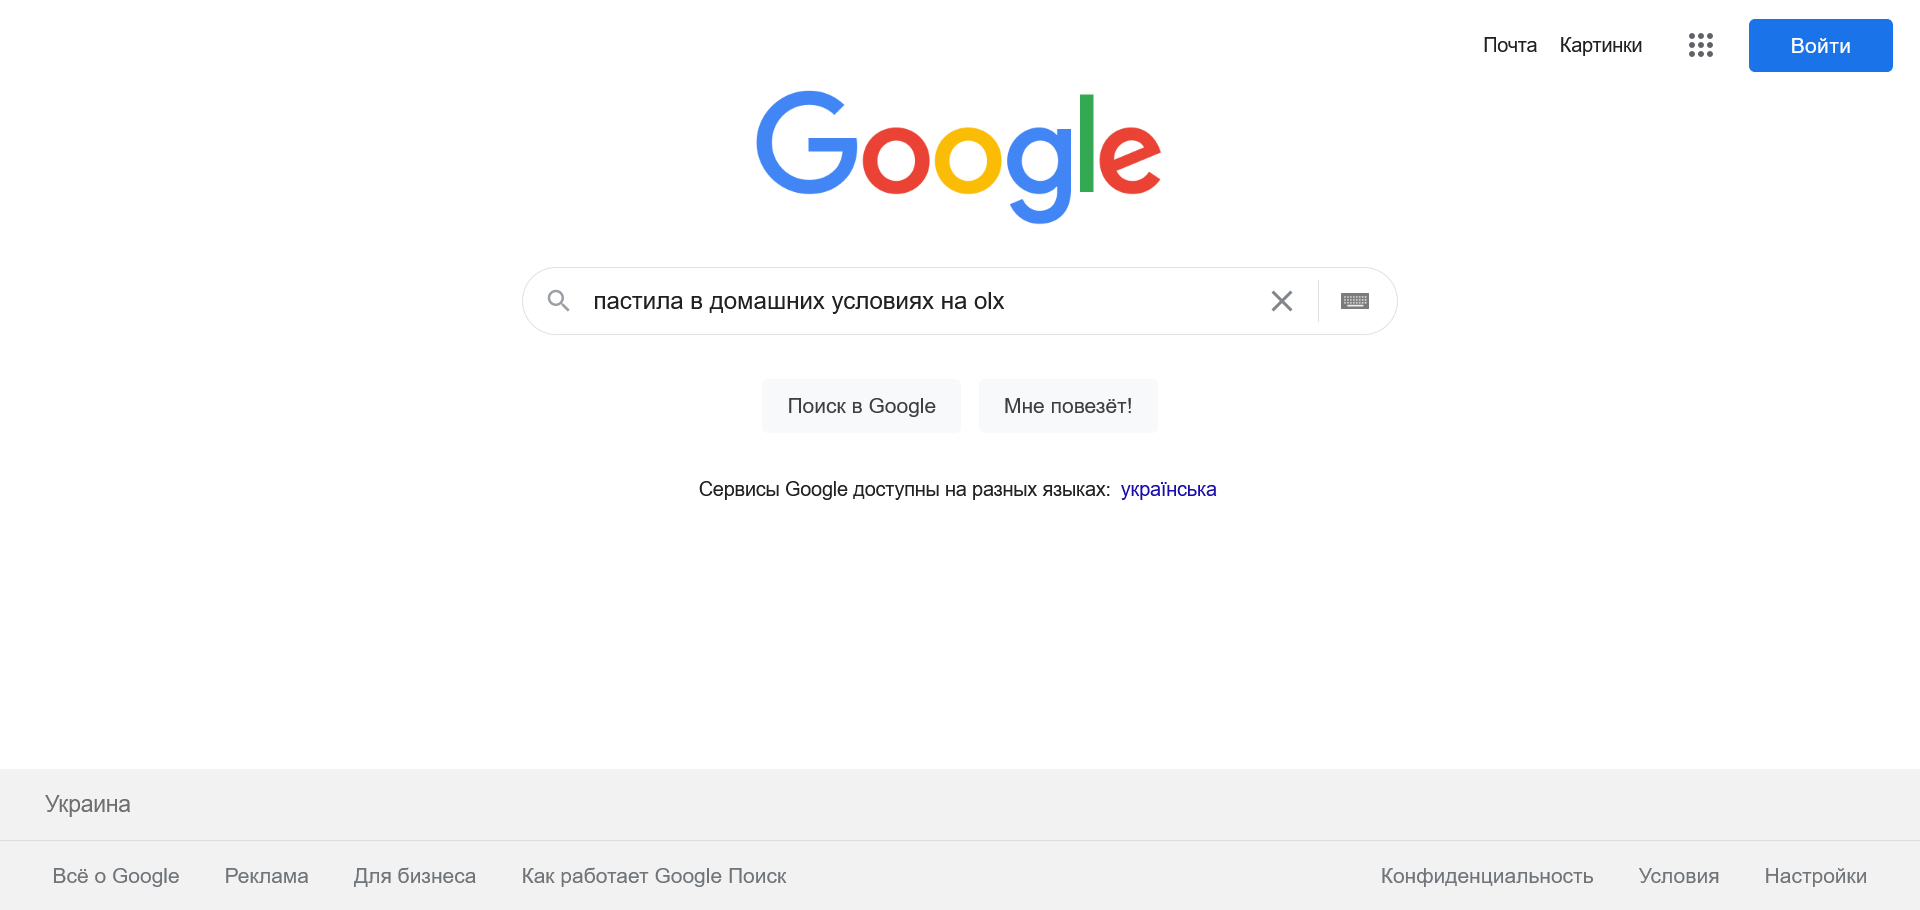 Почта Картинки Войти
Google
пастила в домашних условиях на olx
Поиск в Google Мне повезёт!
Сервисы Google доступны на разных языках: українська
Украина
Всё о Google Реклама Для бизнеса Как работает Google Поиск Конфиденциальность Условия Настройки